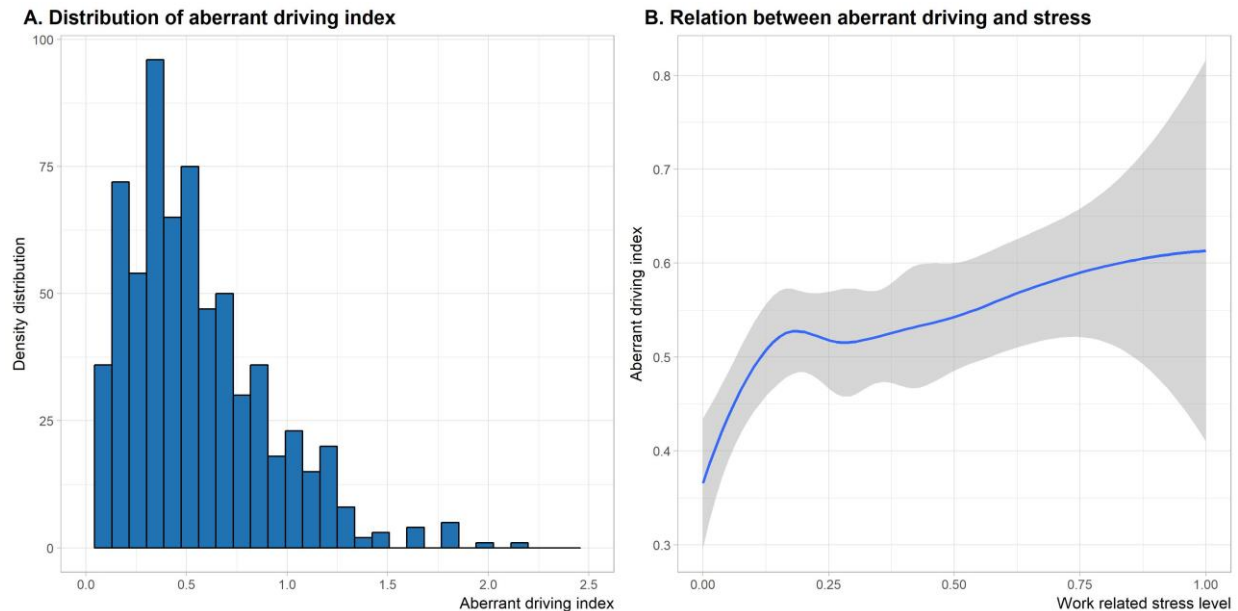 A. Distribution of aberrant driving index
100
75
50
25
0
Density distribution
0.0 0.5 1.0 1.5 2.0 2.5
Aberrant driving index
B. Relation between aberrant driving and stress
0.8
0.7
0.6
0.5
0.4
0.3
Aberrant driving index
0.00 0.25 0.50 0.75 1.00
Work related stress level